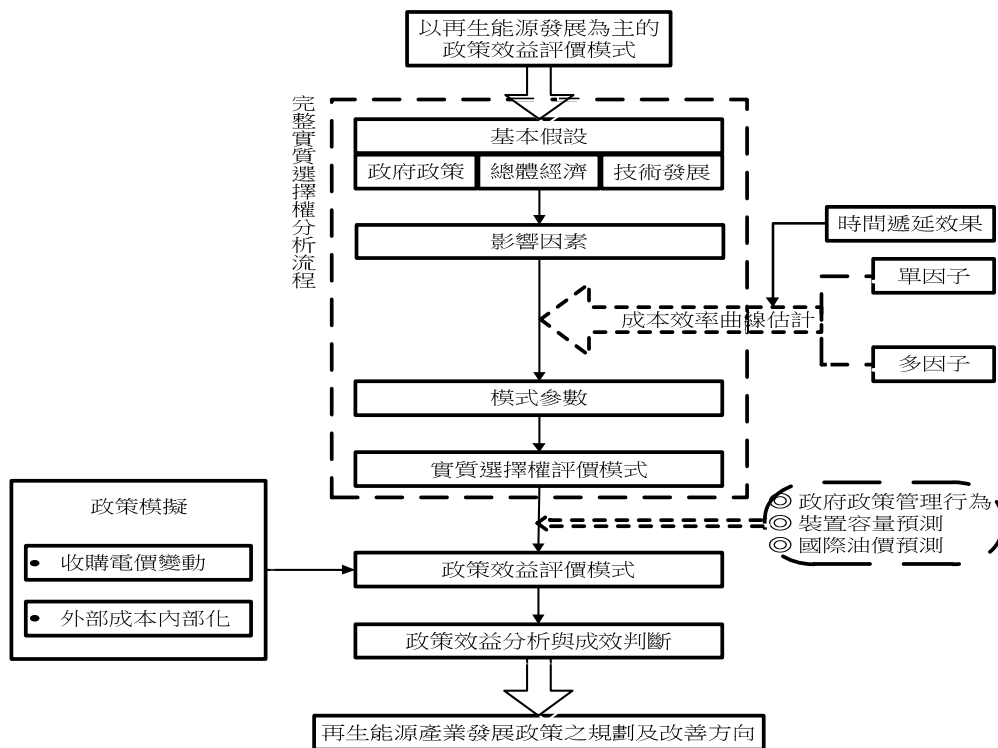 以再生能源發展為主的
政策效益評價模式
完整實質選擇權分析流程
基本假設
政府政策
總體經濟
技術發展
影響因素
時間遞延效果
單因子
成本效率曲線估計
多因子
模式參數
實質選擇權評價模式
政策模擬
收購電價變動
外部成本內部化
◎ 政府政策管理行為
◎ 裝置容量預測
◎ 國際油價預測
政策效益評價模式
政策效益分析與成效判斷
再生能源產業發展政策之規劃及改善方向